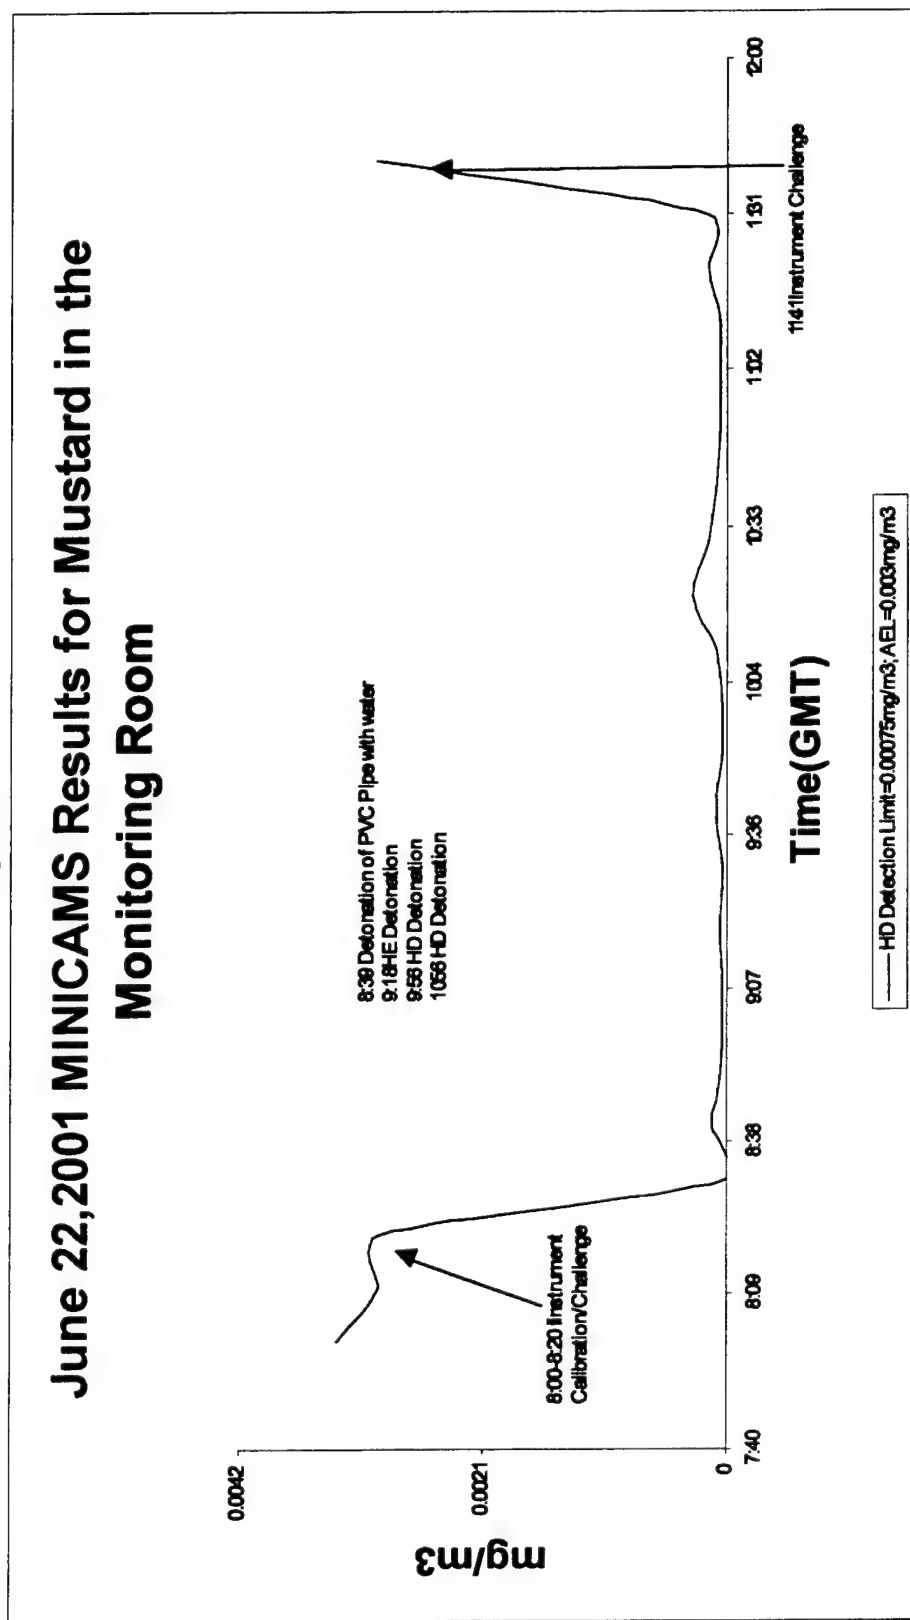 June 22,2001 MINICAMS Results for Mustard in the
Monitoring Room
mg/m3
0.0042
0.0021
0
8:39 Detonation of PVC Pipe with water
9:18HE Detonation
9:56 HD Detonation
1056 HD Detonation
8:00-8:20 Instrument
Calibration/Challenge
1141Instrument Challenge
7:40
8:09
8:38
9:07
9:36
10:04
10:33
11:02
11:31
12:00
Time(GMT)
HD Detection Limit=0.00075mg/m3; AEL=0.003mg/m3